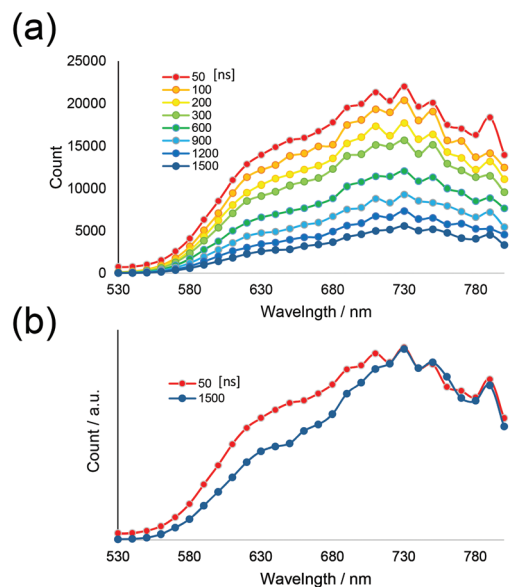 (a)
25000
20000
15000
10000
5000
0
Count
50 [ns]
100
200
300
600
900
1200
1500
530 580 630 680 730 780
Wavelngth / nm
(b)
Count / a.u.
50 [ns]
1500
530 580 630 680 730 780
Wavelngth / nm